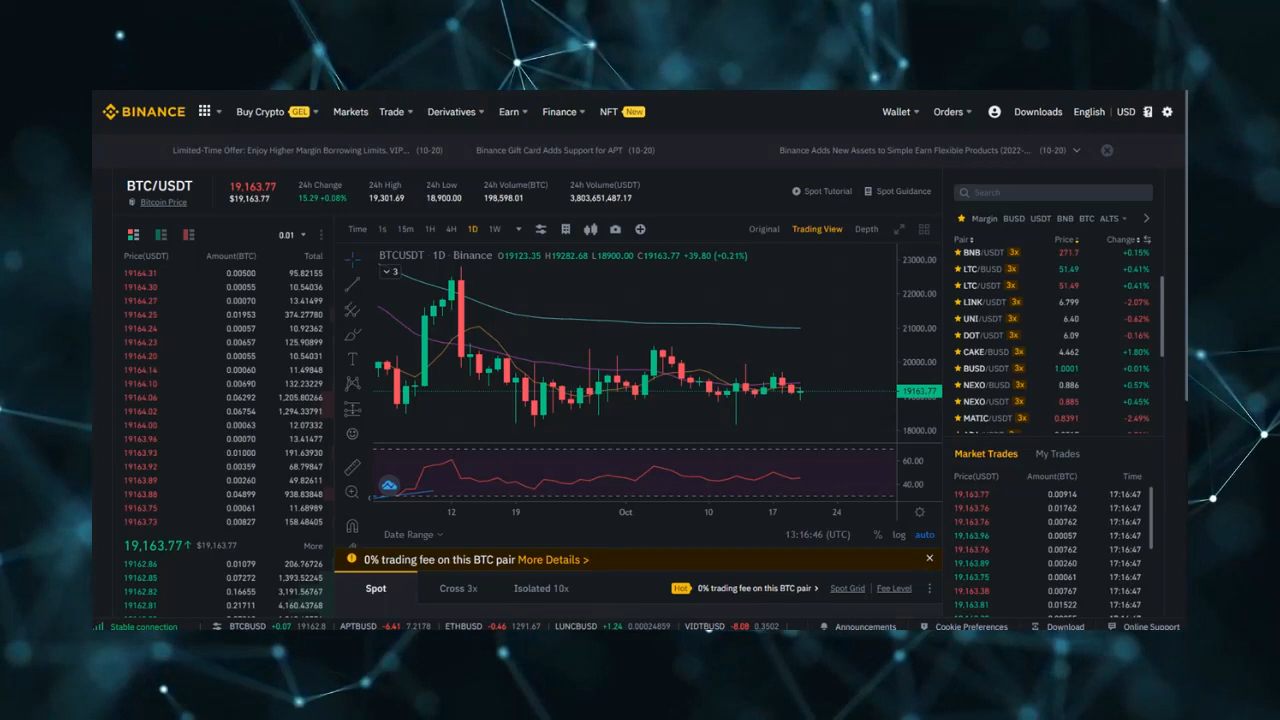 BINANCE Buy Crypto GEL Markets Trade Derivatives Earn Finance NFT New Wallet Orders Downloads English USD
Limited-Time Offer: Enjoy Higher Margin Borrowing Limits, VIP... (10-20) Binance Gift Card Adds Support for APT (10-20) Binance Adds New Assets to Simple Earn Flexible Products (2022-... (10-20)
BTC/USDT
Bitcoin Price
19,163.77
$19,163.77
24h Change
15.29 +0.08%
24h High
19,301.69
24h Low
18,900.00
24h Volume(BTC)
198,598.01
24h Volume(USDT)
3,803,651,487.17
Spot Tutorial Spot Guidance
0.01
Price(USDT) Amount(BTC) Total
19164.31 0.00500 95.82155
19164.30 0.00055 10.54036
19164.27 0.00070 13.41499
19164.25 0.01953 374.27780
19164.24 0.00057 10.92362
19164.23 0.00657 125.90899
19164.20 0.00055 10.54031
19164.14 0.00060 11.49848
19164.10 0.00690 132.23229
19164.06 0.06292 1,205.80266
19164.02 0.06754 1,294.33791
19164.00 0.00063 12.07332
19163.96 0.00070 13.41477
19163.93 0.01000 191.63930
19163.92 0.00359 68.79847
19163.89 0.00260 49.82611
19163.88 0.04899 938.83848
19163.75 0.00061 11.68989
19163.73 0.00827 158.48405
19,163.77↑ $19,163.77 More
19162.86 0.01079 206.76726
19162.85 0.07272 1,393.52245
19162.82 0.16655 3,191.56767
19162.81 0.21711 4,160.43768
Time 1s 15m 1H 4H 1D 1W Original Trading View Depth
BTCUSDT · 1D · Binance O19123.35 H19282.68 L18900.00 C19163.77 +39.80 (+0.21%)
3
23000.00
22000.00
21000.00
20000.00
19163.77
18000.00
60.00
40.00
12 19 Oct 10 17 24
Date Range 13:16:46 (UTC) % log auto
0% trading fee on this BTC pair More Details >
Spot Cross 3x Isolated 10x Hot 0% trading fee on this BTC pair > Spot Grid Fee Level
Search
Margin BUSD USDT BNB BTC ALTS
Pair Price Change
BNB/USDT 3x 271.7 +0.15%
LTC/BUSD 3x 51.49 +0.41%
LTC/USDT 3x 51.49 +0.41%
LINK/USDT 3x 6.799 -2.07%
UNI/USDT 3x 6.40 -0.62%
DOT/USDT 3x 6.09 -0.16%
CAKE/BUSD 3x 4.462 +1.80%
BUSD/USDT 3x 1.0001 +0.01%
NEXO/BUSD 3x 0.886 +0.57%
NEXO/USDT 3x 0.885 +0.45%
MATIC/USDT 3x 0.8391 -2.49%
Market Trades My Trades
Price(USDT) Amount(BTC) Time
19,163.77 0.00914 17:16:47
19,163.76 0.01762 17:16:47
19,163.76 0.00762 17:16:47
19,163.96 0.00057 17:16:47
19,163.76 0.00762 17:16:47
19,163.89 0.00260 17:16:47
19,163.75 0.00061 17:16:47
19,163.38 0.00767 17:16:47
19,163.81 0.01522 17:16:47
Stable connection BTCBUSD +0.07 19162.8 APTBUSD -6.41 7.2178 ETHBUSD -0.46 1291.67 LUNCBUSD +1.24 0.00024859 VIDTBUSD -8.08 0.3502 Announcements Cookie Preferences Download Online Support